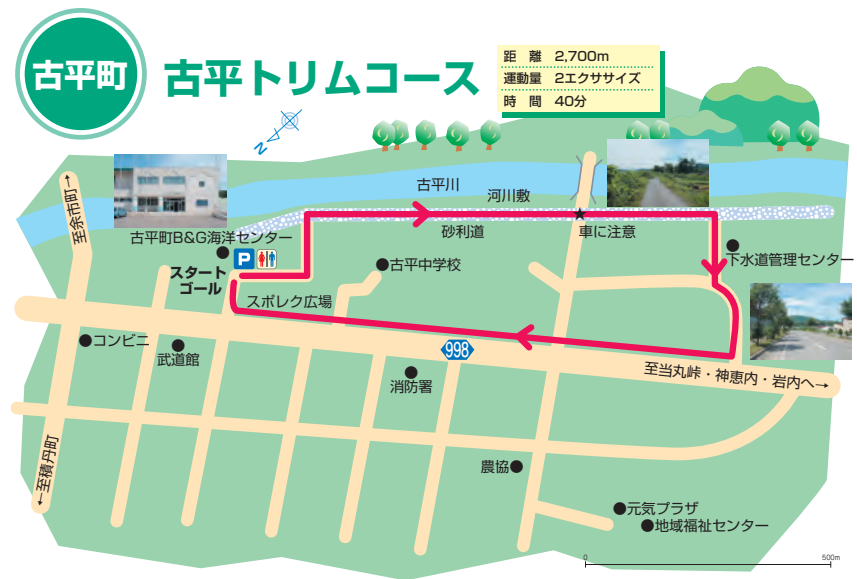 古平町
古平トリムコース
距離 2,700m
運動量 2エクササイズ
時間 40分
N
古平川
河川敷
至余市町→
古平町B&G海洋センター
砂利道
車に注意
P
スタート
ゴール
古平中学校
下水道管理センター
スポレク広場
コンビニ
武道館
998
消防署
至当丸峠・神恵内・岩内へ→
←至積丹町
農協
元気プラザ
地域福祉センター
0
500m